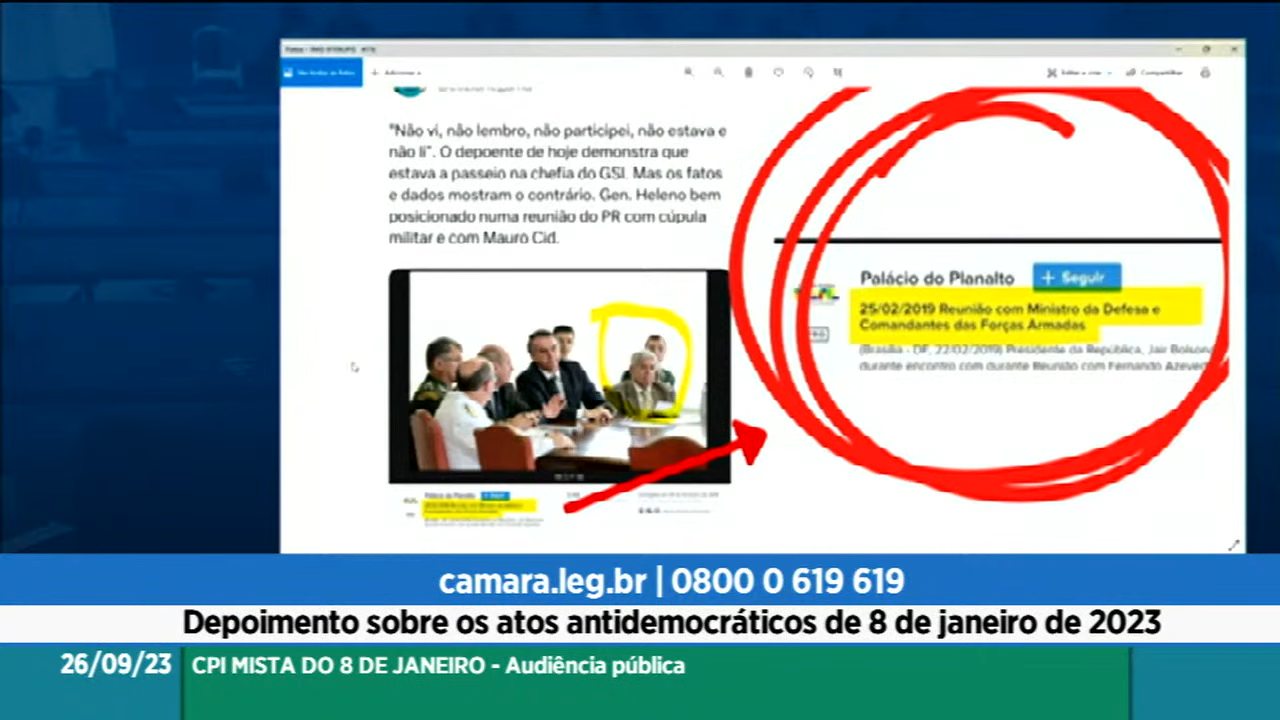 "Não vi, não lembro, não participei, não estava e
não li". O depoente de hoje demonstra que
estava a passeio na chefia do GSI. Mas os fatos
e dados mostram o contrário. Gen. Heleno bem
posicionado numa reunião do PR com cúpula
militar e com Mauro Cid.
Palácio do Planalto + Seguir
25/02/2019 Reunião com Ministro da Defesa e
Comandantes das Forças Armadas
(Brasília - DF, 22/02/2019) Presidente da República, Jair Bolson
durante encontro com durante Reunião com Fernando Azeved
Palácio do Planalto
camara.leg.br | 0800 0 619 619
Depoimento sobre os atos antidemocráticos de 8 de janeiro de 2023
26/09/23 CPI MISTA DO 8 DE JANEIRO - Audiência pública